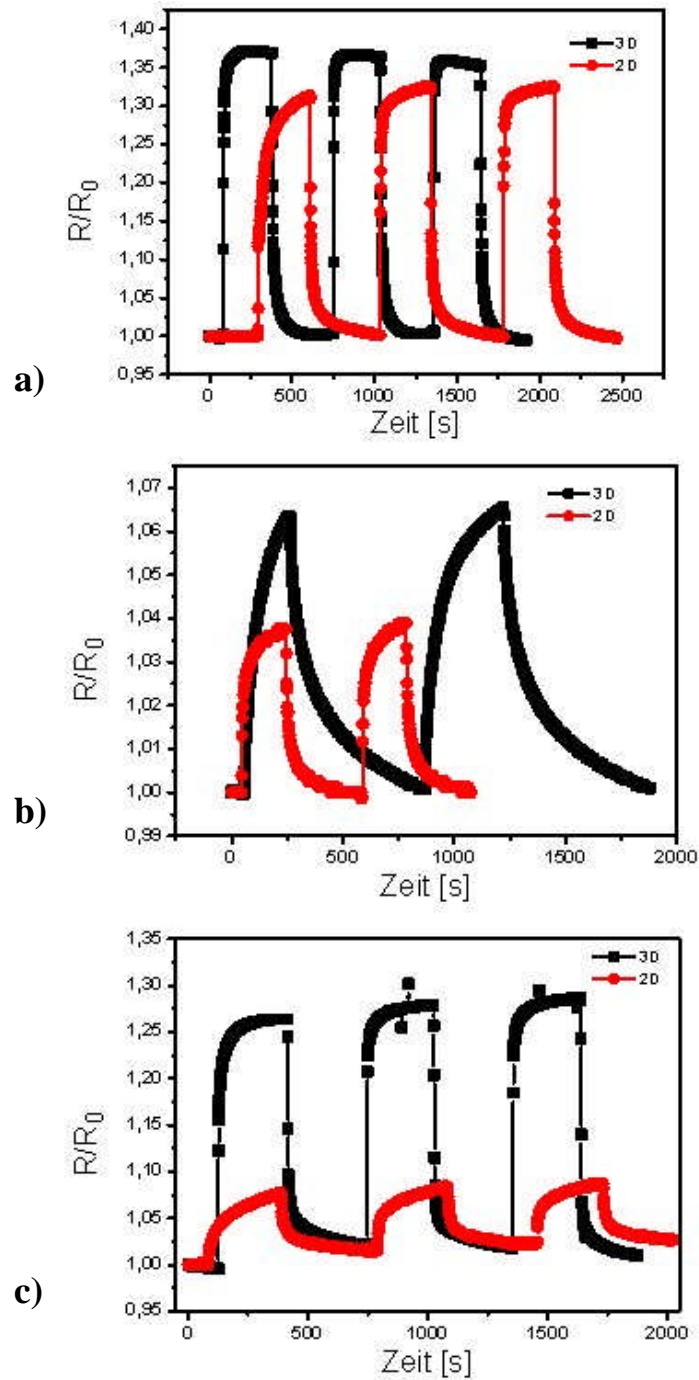 1,40
1,35
1,30
1,25
1,20
1,15
1,10
1,05
1,00
0,95
R/R0
3D
2D
0 500 1000 1500 2000 2500
Zeit [s]
a)
1,07
1,06
1,05
1,04
1,03
1,02
1,01
1,00
0,99
R/R0
3D
2D
0 500 1000 1500 2000
Zeit [s]
b)
1,35
1,30
1,25
1,20
1,15
1,10
1,05
1,00
0,95
R/R0
3D
2D
0 500 1000 1500 2000
Zeit [s]
c)